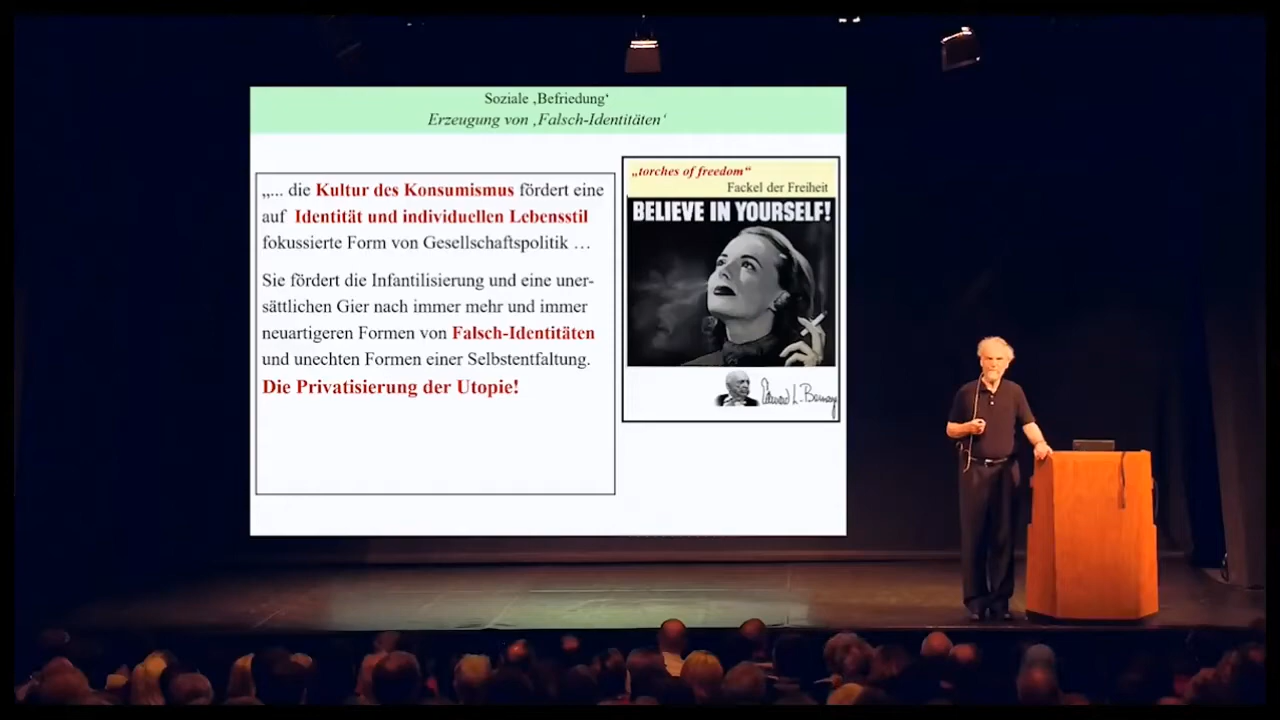 Soziale ‚Befriedung‘
Erzeugung von ‚Falsch-Identitäten‘
„... die Kultur des Konsumismus fördert eine
auf Identität und individuellen Lebensstil
fokussierte Form von Gesellschaftspolitik …
Sie fördert die Infantilisierung und eine uner-
sättlichen Gier nach immer mehr und immer
neuartigeren Formen von Falsch-Identitäten
und unechten Formen einer Selbstentfaltung.
Die Privatisierung der Utopie!
„torches of freedom“
Fackel der Freiheit
BELIEVE IN YOURSELF!
Edward L. Bernays